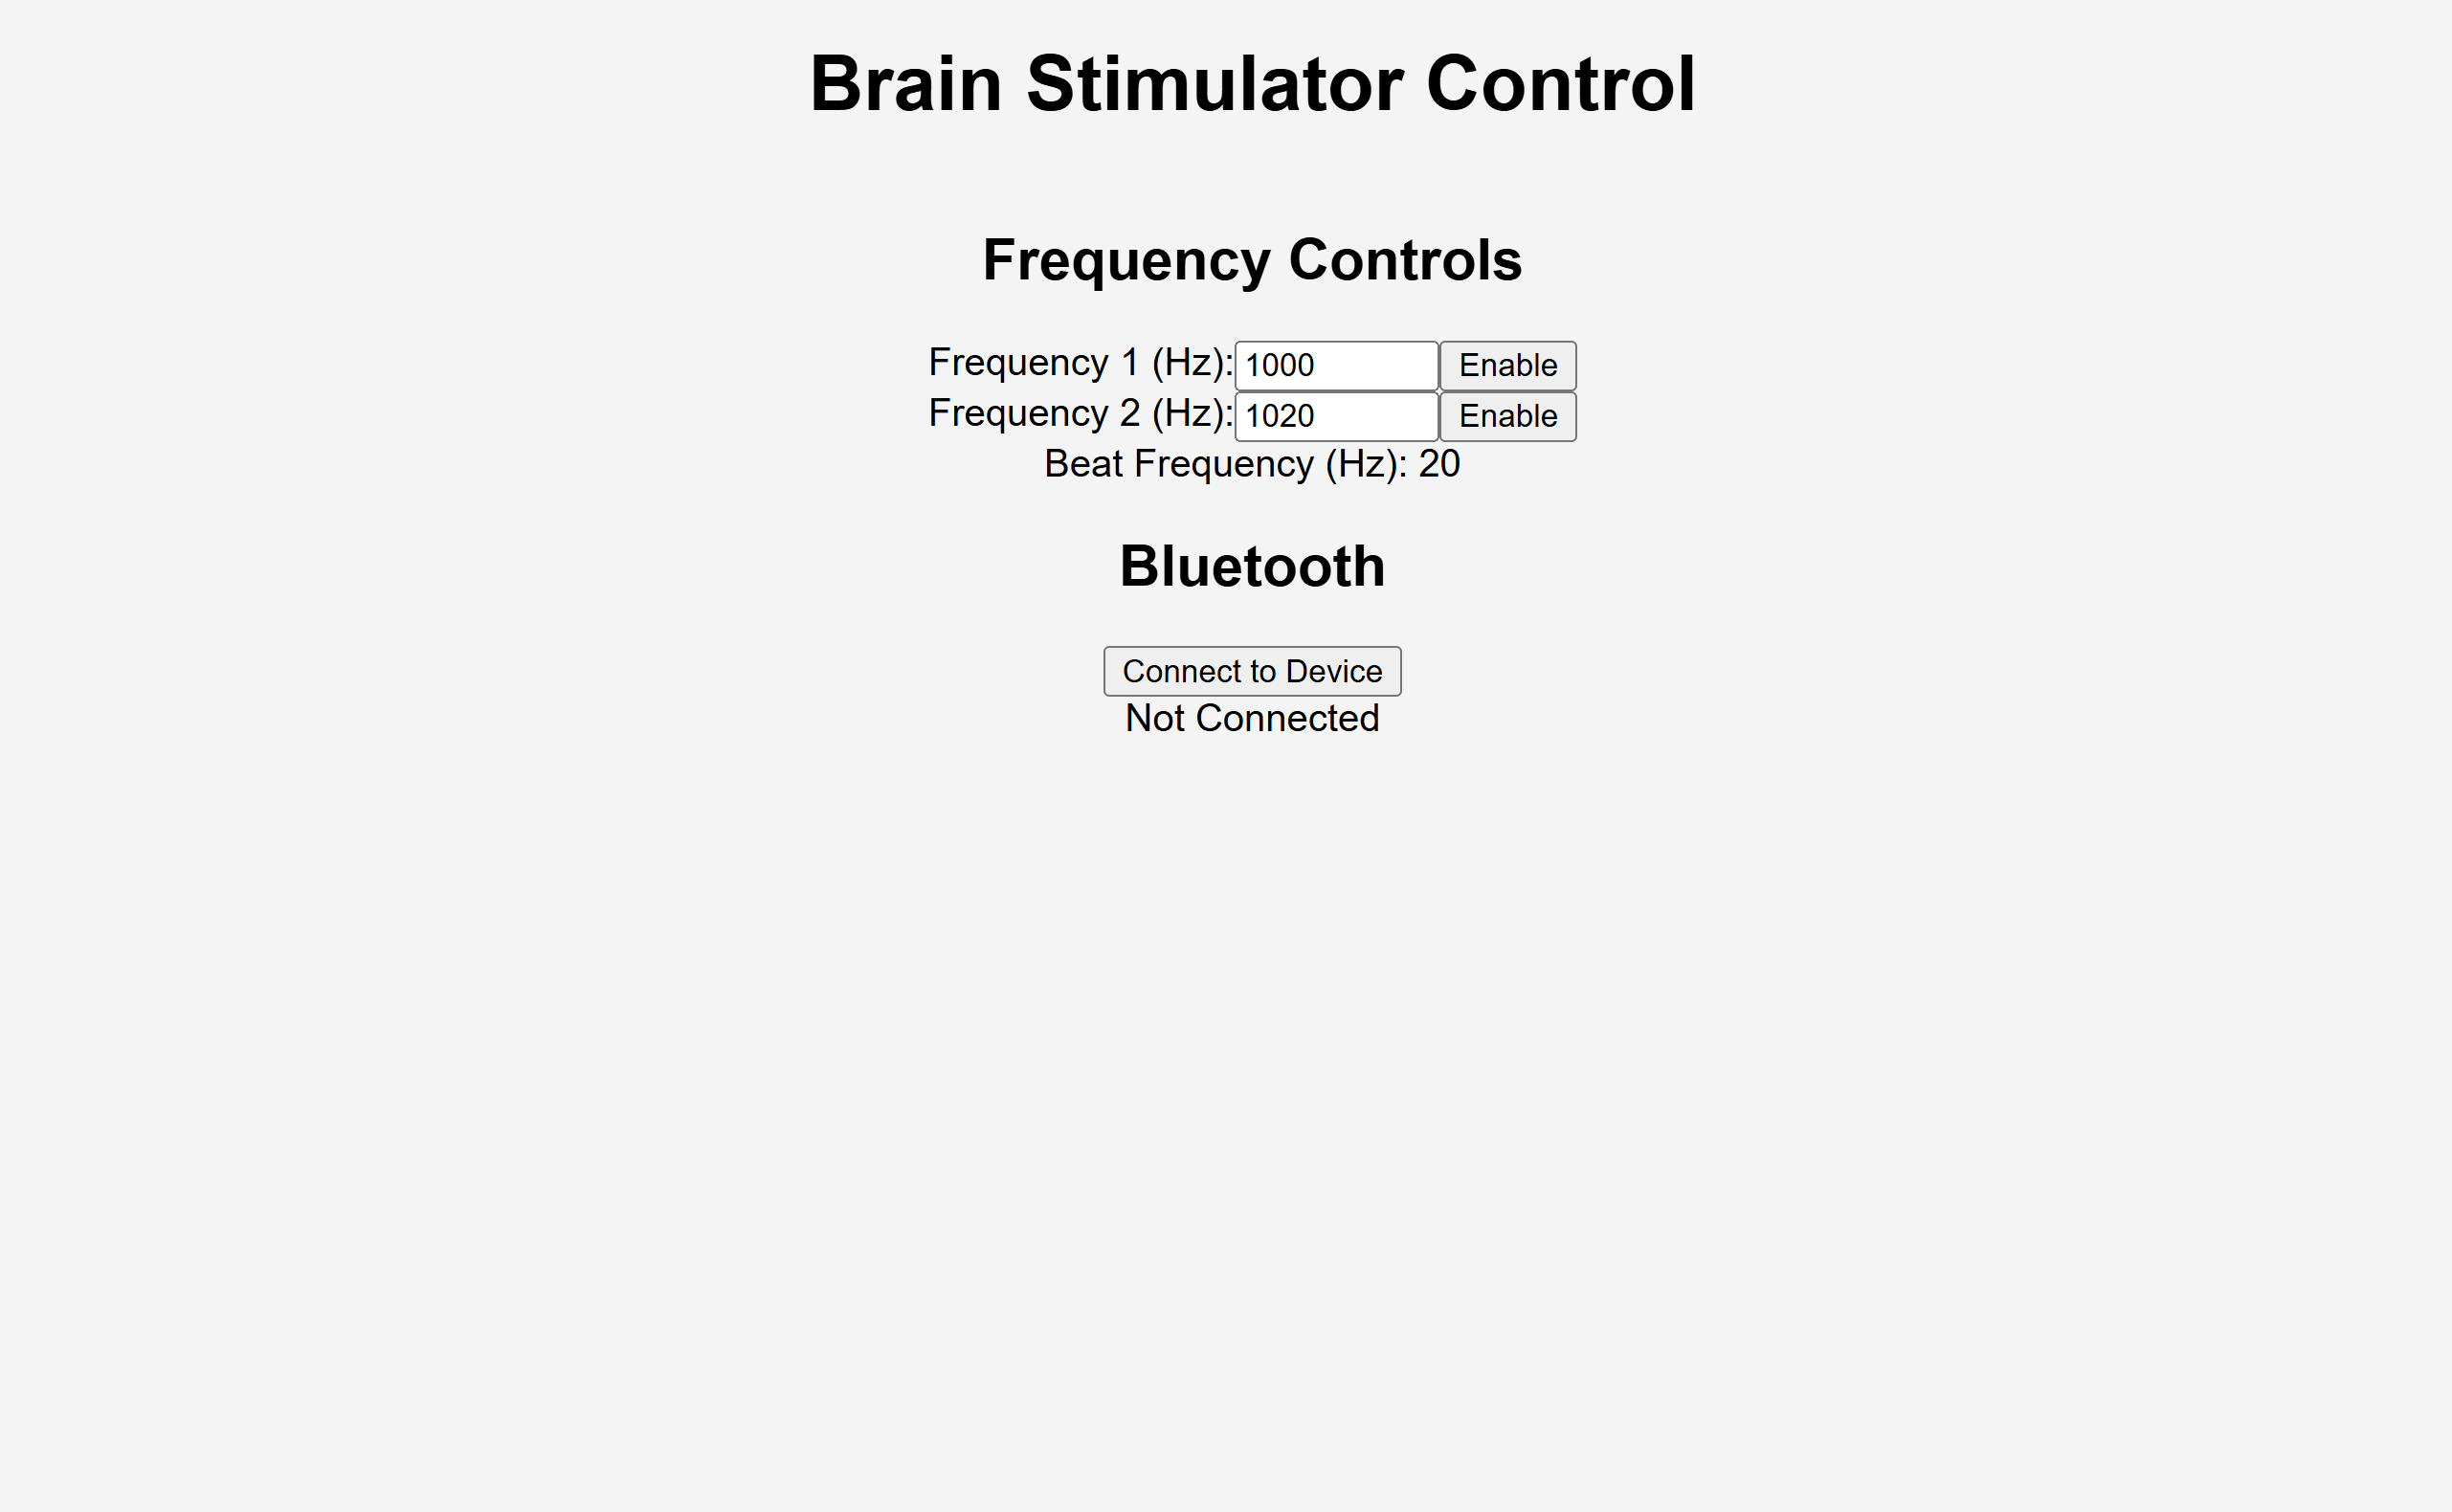 Brain Stimulator Control
Frequency Controls
Frequency 1 (Hz): 1000 Enable
Frequency 2 (Hz): 1020 Enable
Beat Frequency (Hz): 20
Bluetooth
Connect to Device
Not Connected